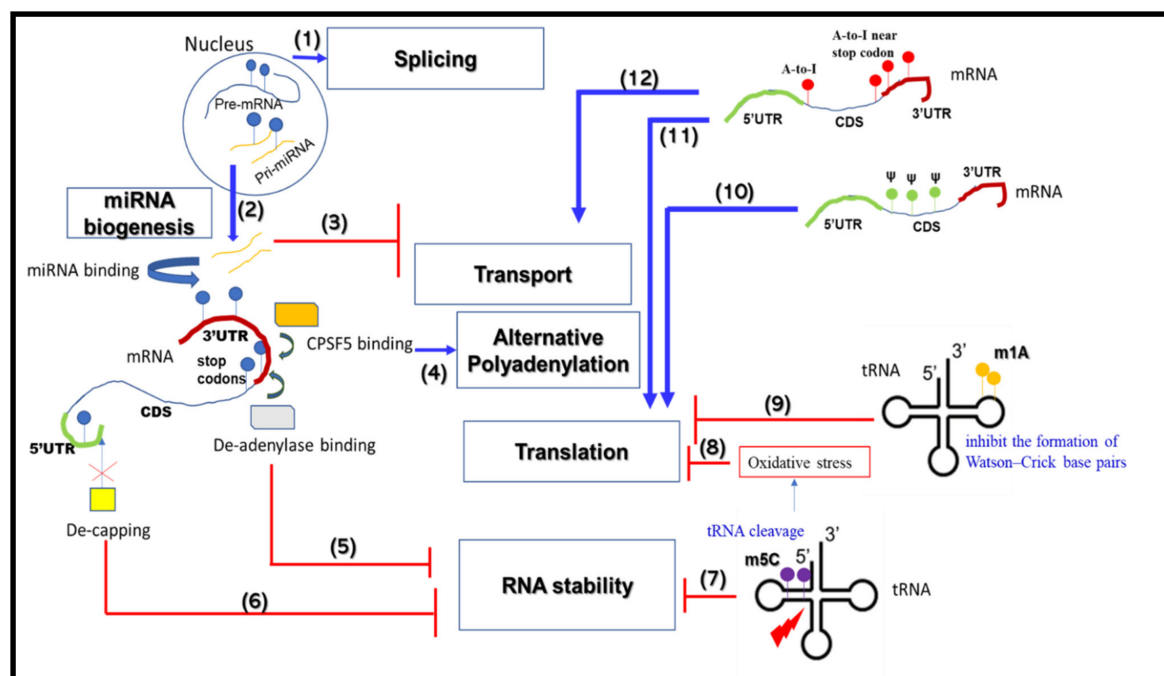 Nucleus
(1)
Splicing
Pre-mRNA
Pri-miRNA
miRNA
biogenesis
(2)
(3)
miRNA binding
Transport
3'UTR
mRNA
stop
codons
CPSF5 binding
(4)
Alternative
Polyadenylation
CDS
5'UTR
De-adenylase binding
De-capping
(5)
(6)
Translation
RNA stability
(12)
(11)
(10)
A-to-I
A-to-I near
stop codon
mRNA
5'UTR
CDS
3'UTR
Ψ Ψ Ψ
3'UTR
mRNA
5'UTR
CDS
(9)
tRNA
3'
5'
m1A
inhibit the formation of
Watson–Crick base pairs
(8)
Oxidative stress
tRNA cleavage
(7)
m5C
5'
3'
tRNA